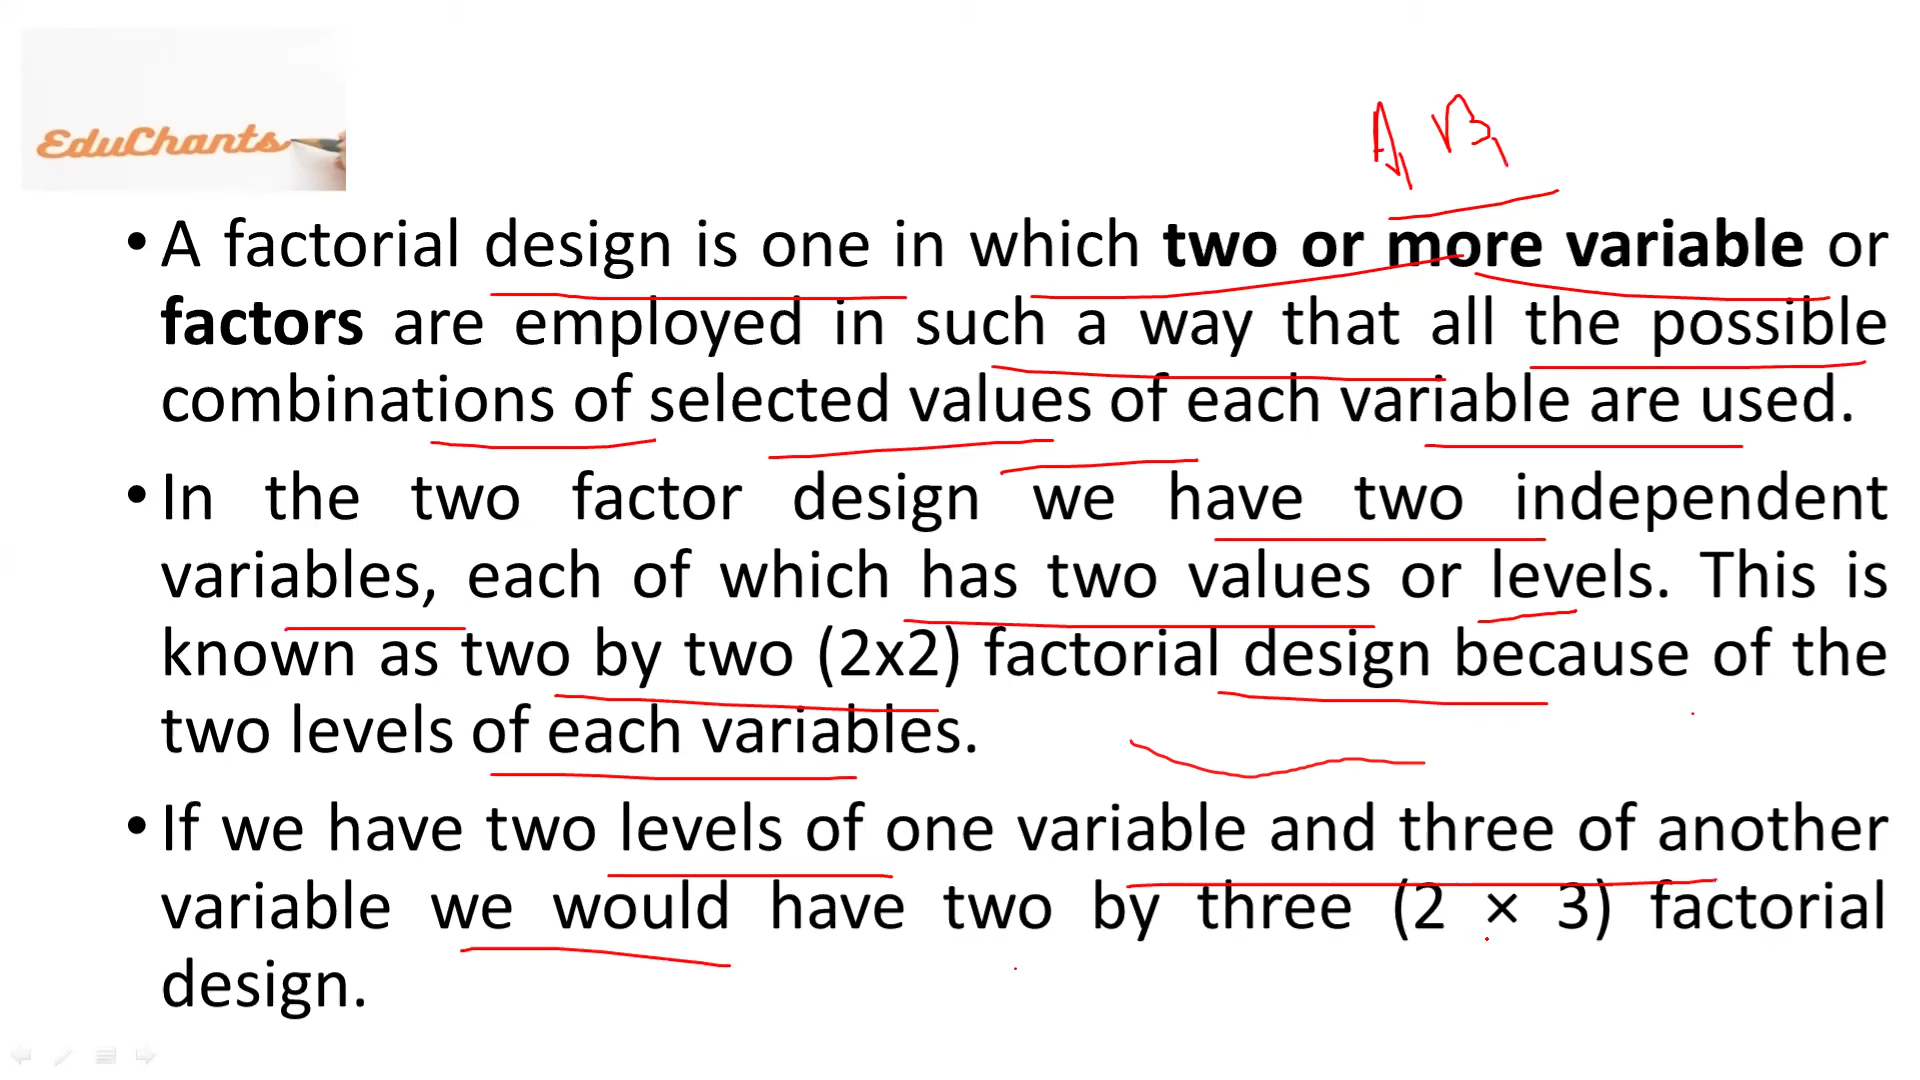 EduChants
A, B,
• A factorial design is one in which two or more variable or
factors are employed in such a way that all the possible
combinations of selected values of each variable are used.
• In the two factor design we have two independent
variables, each of which has two values or levels. This is
known as two by two (2x2) factorial design because of the
two levels of each variables.
• If we have two levels of one variable and three of another
variable we would have two by three (2 × 3) factorial
design.